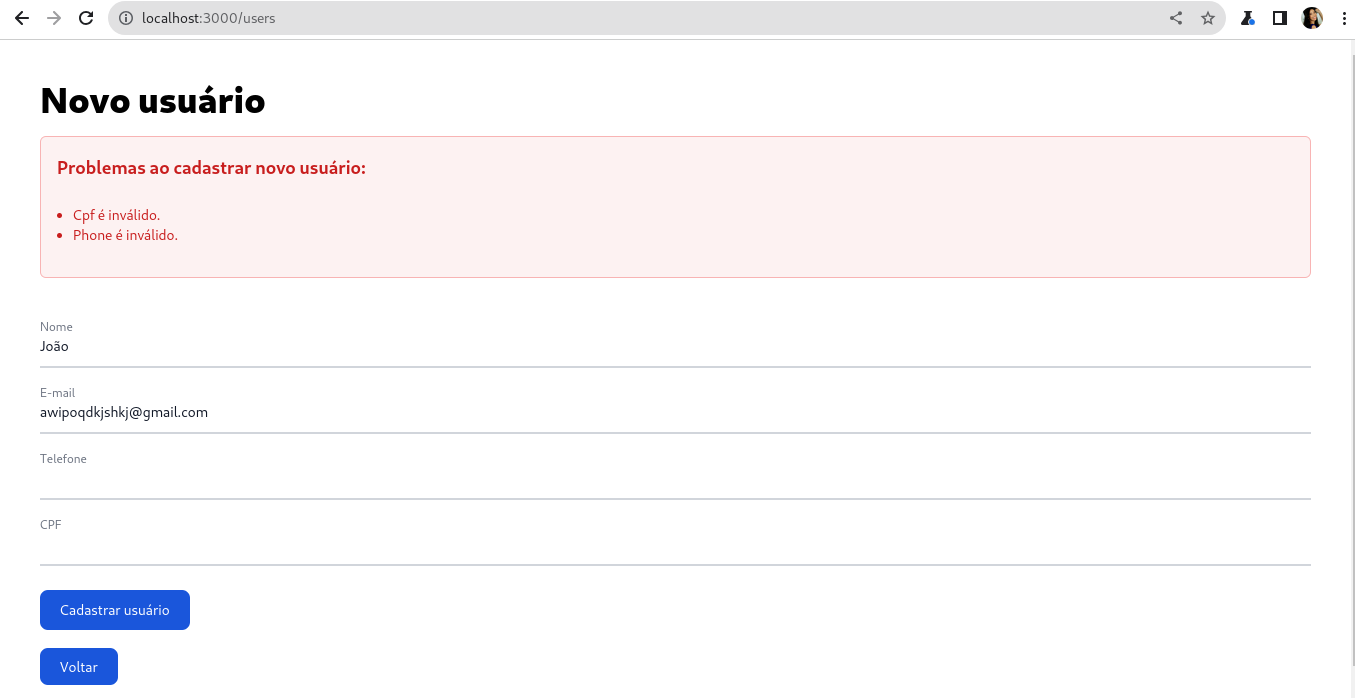 localhost:3000/users
Novo usuário
Problemas ao cadastrar novo usuário:
Cpf é inválido.
Phone é inválido.
Nome
João
E-mail
awipoqdkjshkj@gmail.com
Telefone
CPF
Cadastrar usuário
Voltar